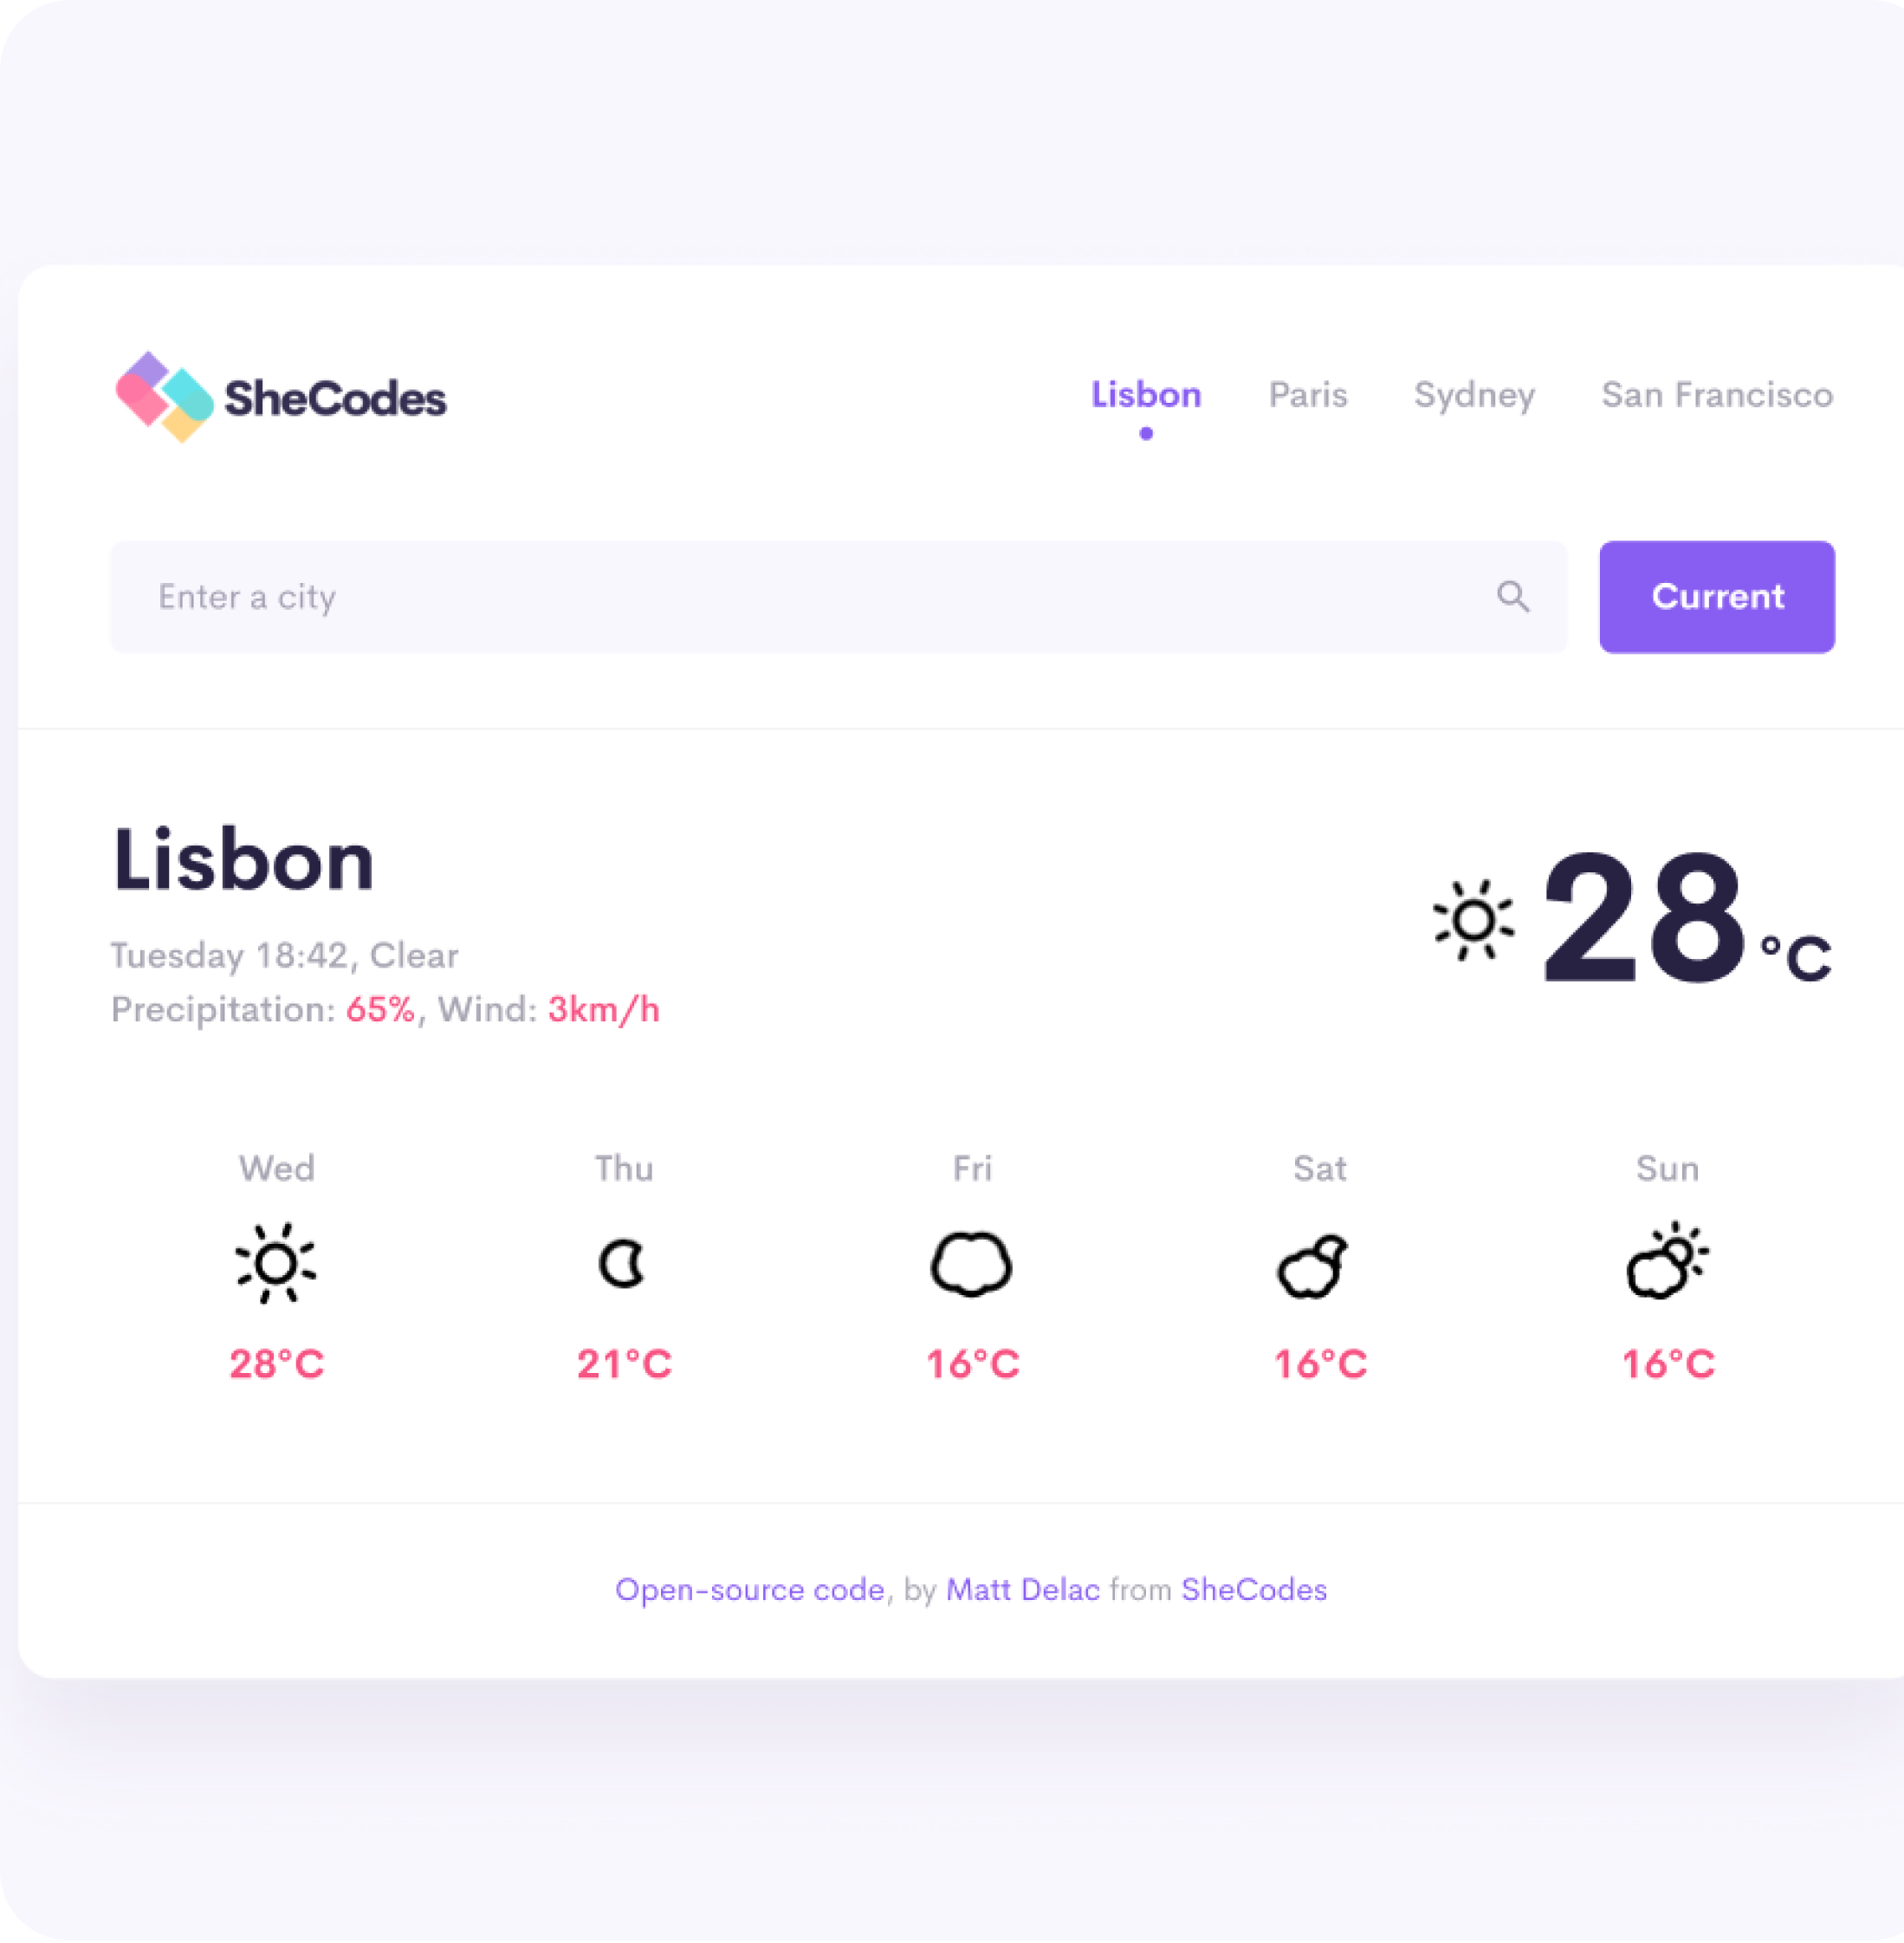 SheCodes
Lisbon Paris Sydney San Francisco
Enter a city
Current
Lisbon
28 °C
Tuesday 18:42, Clear
Precipitation: 65%, Wind: 3km/h
Wed Thu Fri Sat Sun
28°C 21°C 16°C 16°C 16°C
Open-source code, by Matt Delac from SheCodes